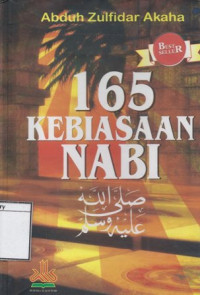 Abduh Zulfidar Akaha
BEST
SELLER
165
KEBIASAAN
NABI
صلى الله
عليه وسلم